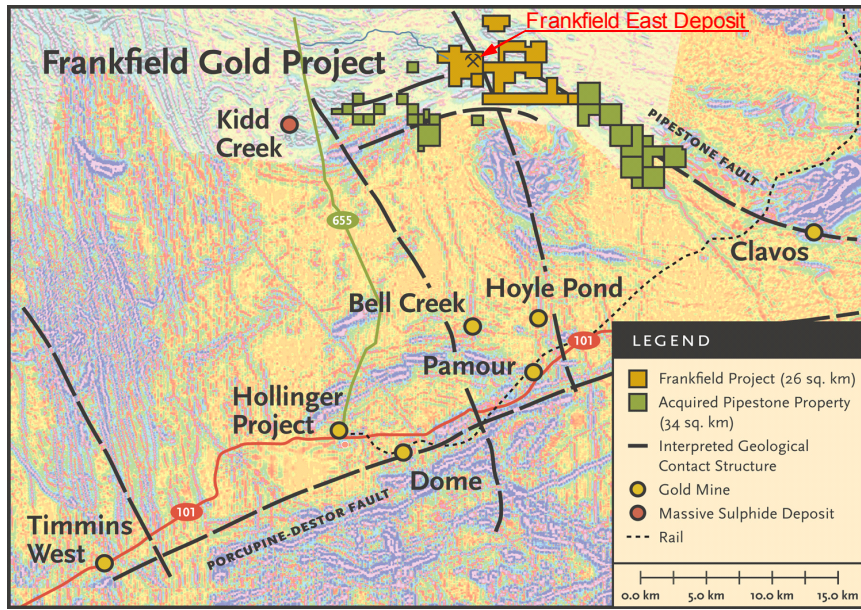 Frankfield East Deposit
Frankfield Gold Project
Kidd
Creek
PIPESTONE FAULT
655
Clavos
Hoyle Pond
Bell Creek
101
Pamour
Hollinger
Project
Dome
101
Timmins
West
PORCUPINE-DESTOR FAULT
LEGEND
Frankfield Project (26 sq. km)
Acquired Pipestone Property
(34 sq. km)
Interpreted Geological
Contact Structure
Gold Mine
Massive Sulphide Deposit
Rail
0.0 km 5.0 km 10.0 km 15.0 km